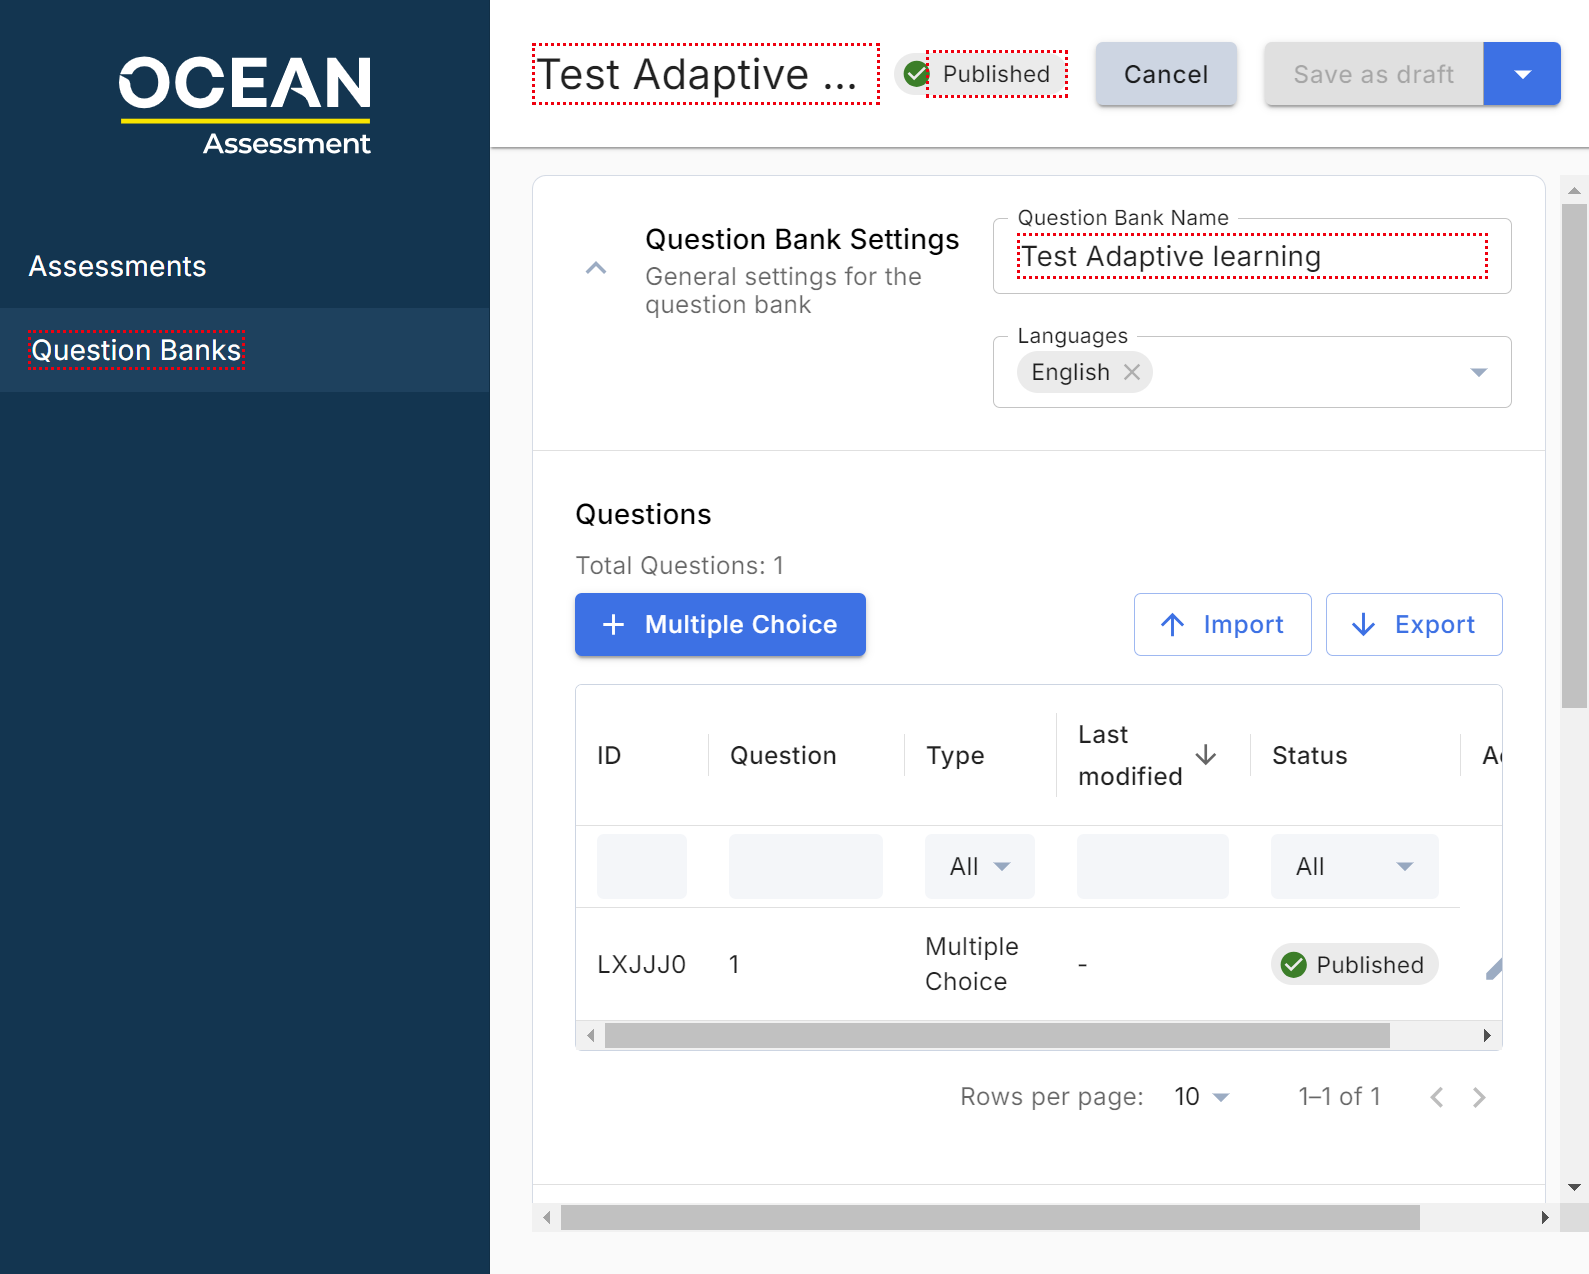 OCEAN
Assessment
Assessments
Question Banks
Test Adaptive ...
Published
Cancel
Save as draft
Question Bank Settings
General settings for the
question bank
Question Bank Name
Test Adaptive learning
Languages
English
Questions
Total Questions: 1
Multiple Choice
Import
Export
ID
Question
Type
Last
modified
Status
All
All
LXJJJ0
1
Multiple
Choice
-
Published
Rows per page:
10
1–1 of 1